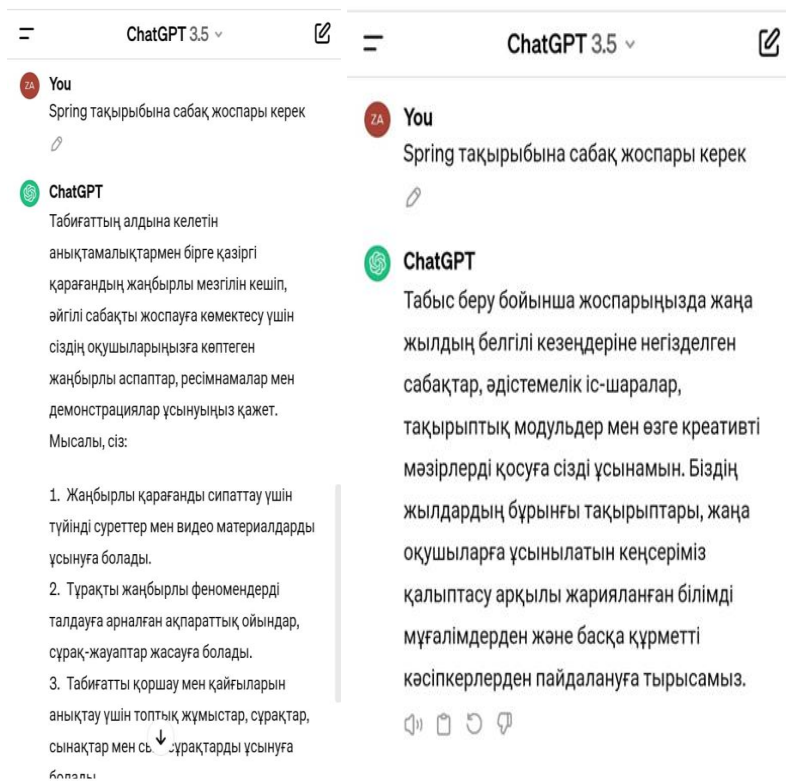 ChatGPT 3.5
ZA
You
Spring тақырыбына сабақ жоспары керек
ChatGPT
Табиғаттың алдына келетін
анықтамалықтармен бірге қазіргі
қарағандың жаңбырлы мезгілін кешіп,
әйгілі сабақты жоспауға көмектесу үшін
сіздің оқушыларыңызға көптеген
жаңбырлы аспаптар, ресімнамалар мен
демонстрациялар ұсынуыңыз қажет.
Мысалы, сіз:
1. Жаңбырлы қарағанды сипаттау үшін
түйінді суреттер мен видео материалдарды
ұсынуға болады.
2. Тұрақты жаңбырлы феномендерді
талдауға арналған ақпараттық ойындар,
сұрақ-жауаптар жасауға болады.
3. Табиғатты қоршау мен қайғыларын
анықтау үшін топтық жұмыстар, сұрақтар,
сынақтар мен сұрақтарды ұсынуға
болады
ChatGPT 3.5
ZA
You
Spring тақырыбына сабақ жоспары керек
ChatGPT
Табыс беру бойынша жоспарыңызда жаңа
жылдың белгілі кезеңдеріне негізделген
сабақтар, әдістемелік іс-шаралар,
тақырыптық модульдер мен өзге креативті
мәзірлерді қосуға сізді ұсынамын. Біздің
жылдардың бұрынғы тақырыптары, жаңа
оқушыларға ұсынылатын кеңсеріміз
қалыптасу арқылы жарияланған білімді
мұғалімдерден және басқа құрметті
кәсіпкерлерден пайдалануға тырысамыз.